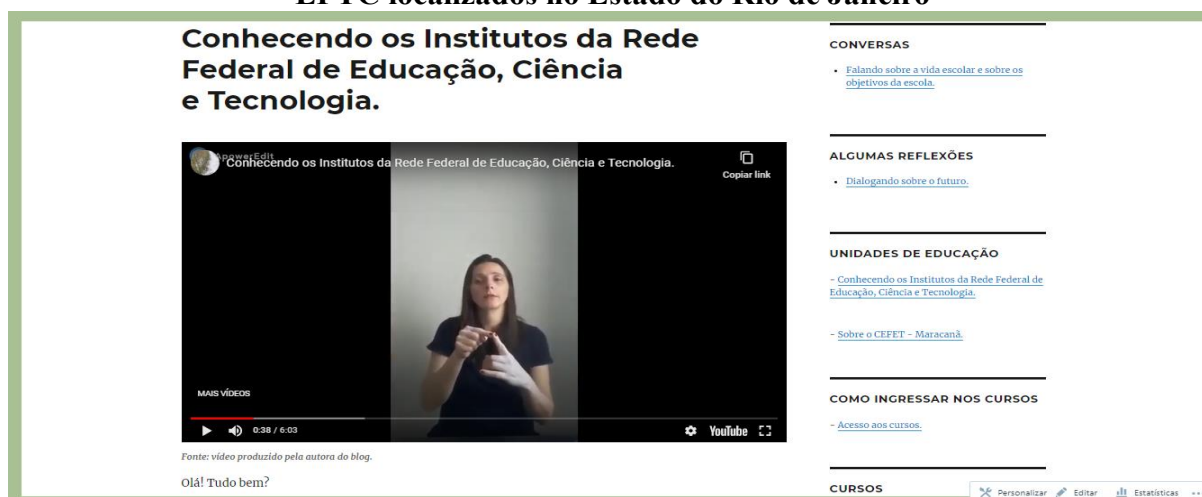 EPTC localizados no Estado do Rio de Janeiro
Conhecendo os Institutos da Rede
Federal de Educação, Ciência
e Tecnologia.
ApowerEdit
Conhecendo os Institutos da Rede Federal de Educação, Ciência e Tecnologia.
Copiar link
MAIS VÍDEOS
0:38 / 6:03
YouTube
Fonte: vídeo produzido pela autora do blog.
Olá! Tudo bem?
CONVERSAS
Falando sobre a vida escolar e sobre os
objetivos da escola.
ALGUMAS REFLEXÕES
Dialogando sobre o futuro.
UNIDADES DE EDUCAÇÃO
- Conhecendo os Institutos da Rede Federal de
Educação, Ciência e Tecnologia.
- Sobre o CEFET – Maracanã.
COMO INGRESSAR NOS CURSOS
- Acesso aos cursos.
CURSOS
Personalizar Editar Estatísticas